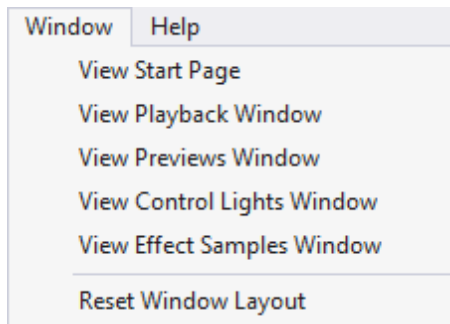 Window Help
View Start Page
View Playback Window
View Previews Window
View Control Lights Window
View Effect Samples Window
Reset Window Layout